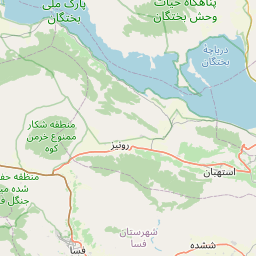 پارک ملی
بختگان
پناهگاه حیات
وحش بختگان
دریاچه
بختگان
منطقه شکار
ممنوع خرمن
کوه
رونیز
استهبان
منطقه حفا
شده می
جنگل ف
شهرستان
فسا
فسا
ششده